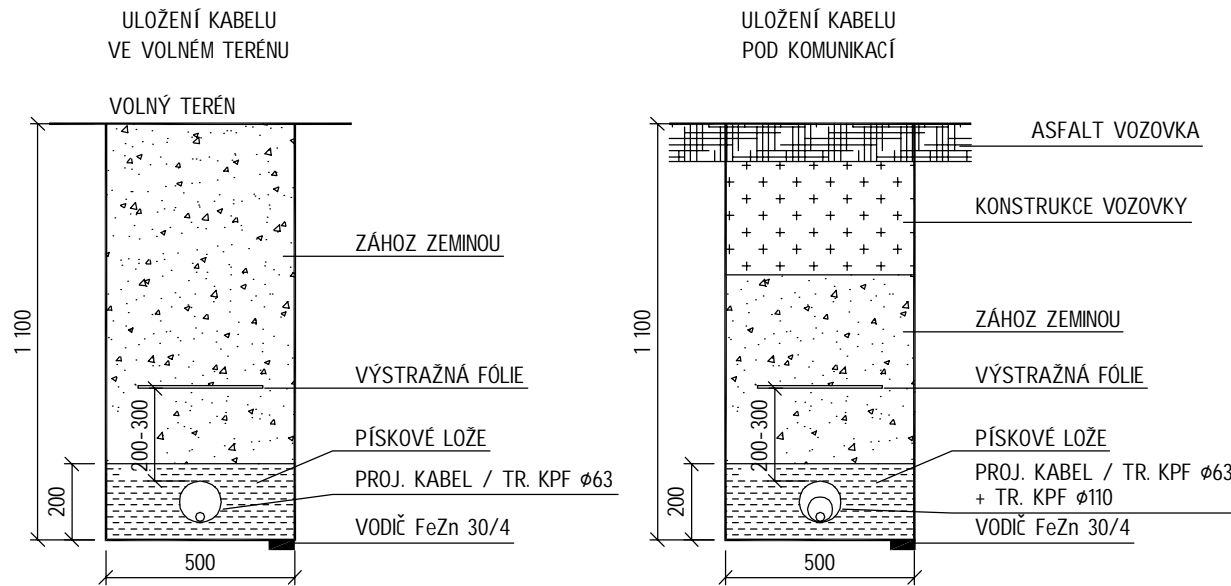 ULOŽENÍ KABELU
VE VOLNÉM TERÉNU
VOLNÝ TERÉN
ZÁHOZ ZEMINOU
VÝSTRAŽNÁ FÓLIE
PÍSKOVÉ LOŽE
PROJ. KABEL / TR. KPF ϕ63
VODIČ FeZn 30/4
1 100
200-300
200
500
ULOŽENÍ KABELU
POD KOMUNIKACÍ
ASFALT VOZOVKA
KONSTRUKCE VOZOVKY
ZÁHOZ ZEMINOU
VÝSTRAŽNÁ FÓLIE
PÍSKOVÉ LOŽE
PROJ. KABEL / TR. KPF ϕ63
+ TR. KPF ϕ110
VODIČ FeZn 30/4
1 100
200-300
200
500